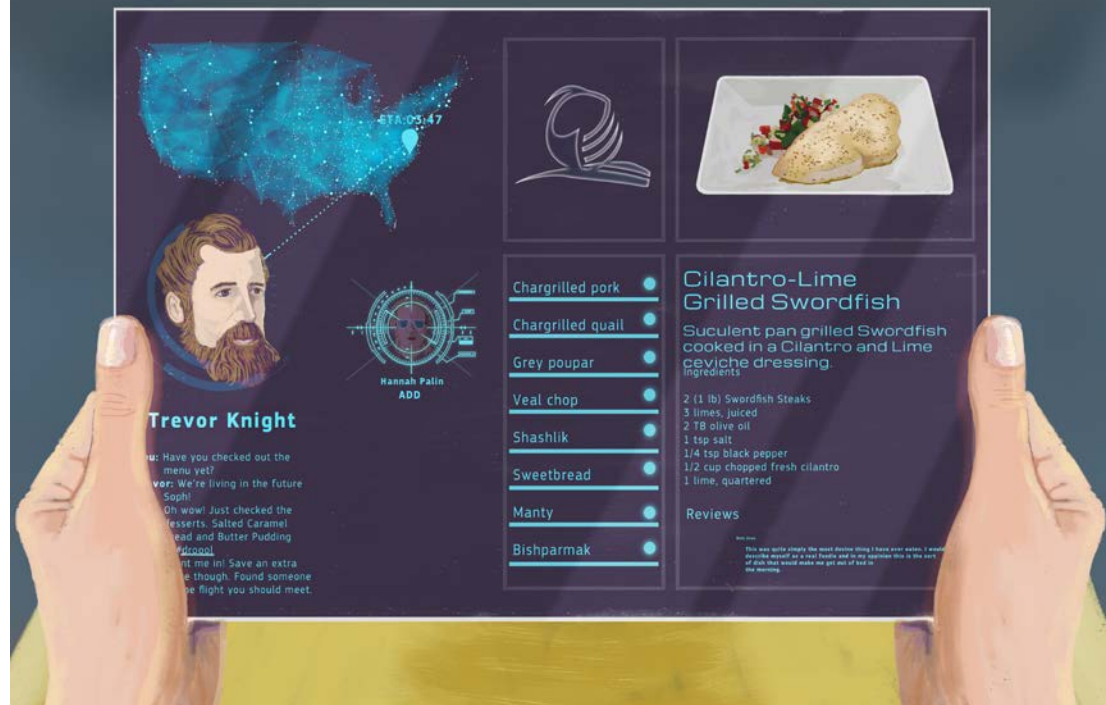 ETA:03:47
Hannah Palin
ADD
Trevor Knight
u: Have you checked out the
menu yet?
vor: We're living in the future
Soph!
Oh wow! Just checked the
esserts. Salted Caramel
ead and Butter Pudding
#dropol
nt me in! Save an extra
e though. Found someone
e flight you should meet.
Chargrilled pork
Chargrilled quail
Grey poupar
Veal chop
Shashlik
Sweetbread
Manty
Bishparmak
Cilantro-Lime
Grilled Swordfish
Suculent pan grilled Swordfish
cooked in a Cilantro and Lime
ceviche dressing.
Ingredients
2 (1 lb) Swordfish Steaks
3 limes, juiced
2 TB olive oil
1 tsp salt
1/4 tsp black pepper
1/2 cup chopped fresh cilantro
1 lime, quartered
Reviews
This was quite simply the most devine thing I have ever eaten. I would
describe myself as a real foodie and in my oppinion this is the sort
of dish that would make me get out of bed in
the morning.